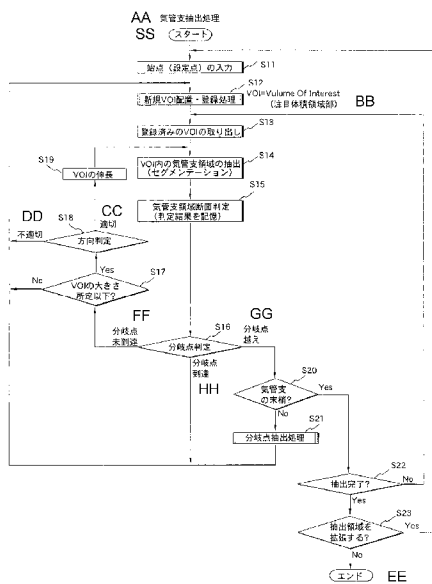 AA 気管支抽出処理
SS スタート
S11
始点（設定点）の入力
S12
新規VOI配置・登録処理
VOI=Volume Of Interest
（注目体積領域部）
BB
S13
登録済みのVOIの取り出し
S14
VOI内の気管支領域の抽出
（セグメンテーション）
S15
気管支領域断面判定
（判定結果を記憶）
S19
VOIの伸長
CC
適切
DD
不適切
S18
方向判定
Yes
S17
No
VOIの大きさ
所定以下?
FF
分岐点
未到達
S16
分岐点判定
GG
分岐点
越え
分岐点
到達
HH
S20
気管支
の末梢?
Yes
No
S21
分岐点抽出処理
S22
抽出完了?
No
Yes
S23
抽出領域を
拡張する?
Yes
No
エンド
EE